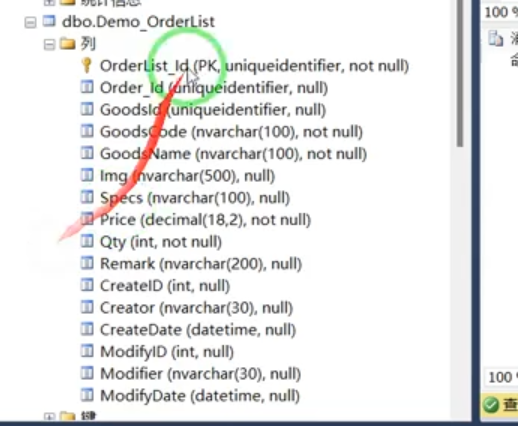 dbo.Demo_OrderList
列
OrderList_Id (PK, uniqueidentifier, not null)
Order_Id (uniqueidentifier, null)
GoodsId (uniqueidentifier, null)
GoodsCode (nvarchar(100), not null)
GoodsName (nvarchar(100), not null)
Img (nvarchar(500), null)
Specs (nvarchar(100), null)
Price (decimal(18,2), not null)
Qty (int, not null)
Remark (nvarchar(200), null)
CreateID (int, null)
Creator (nvarchar(30), null)
CreateDate (datetime, null)
ModifyID (int, null)
Modifier (nvarchar(30), null)
ModifyDate (datetime, null)
键
100 %
100 %
查